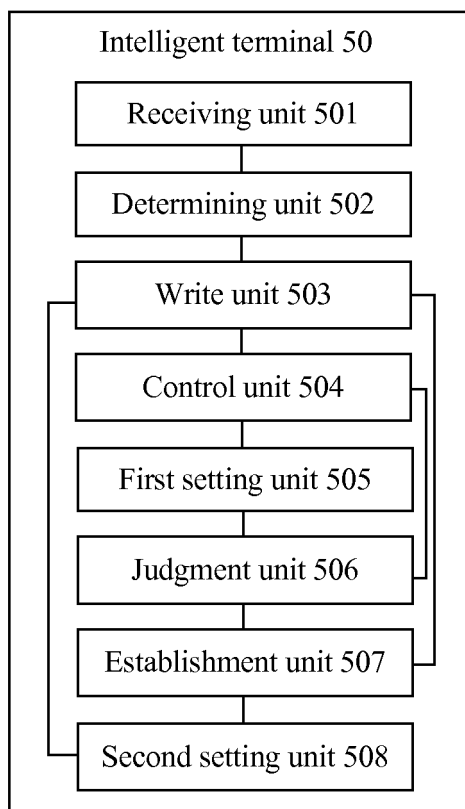 Intelligent terminal 50
Receiving unit 501
Determining unit 502
Write unit 503
Control unit 504
First setting unit 505
Judgment unit 506
Establishment unit 507
Second setting unit 508